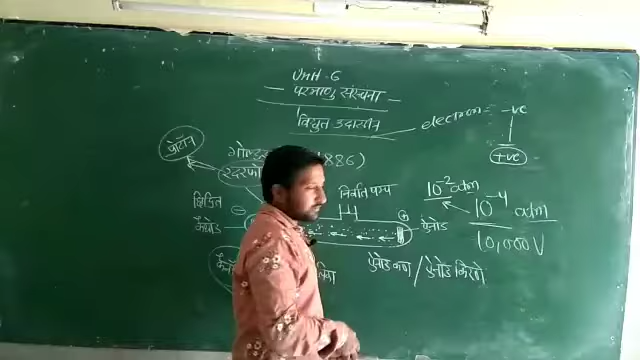 Unit-6
परमाणु संरचना
विद्युत उदासीन
electron = -ve
+ve
प्रोटॉन
1886)
निर्वात पम्प
10⁻² atm
10⁻⁴ atm
10,000 V
कैथोड
ऐनोड
ऐनोड कण / ऐनोड किरणे